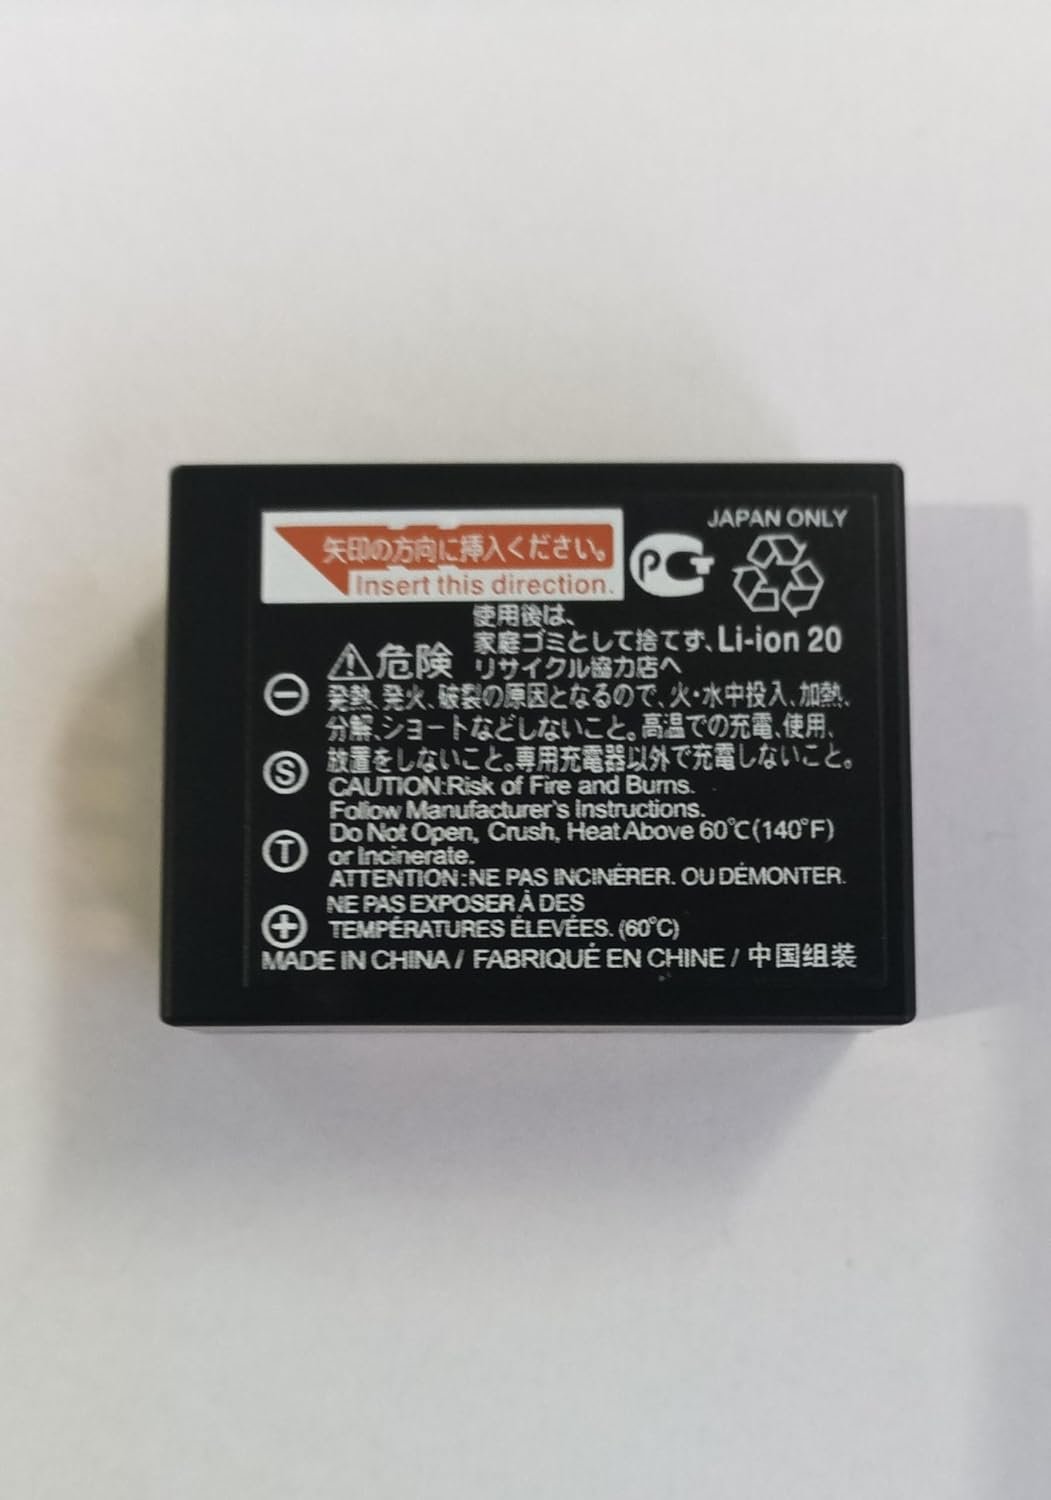 JAPAN ONLY
矢印の方向に挿入ください。
Insert this direction.
PCT
使用後は、
家庭ゴミとして捨てず、 Li-ion 20
⚠危険 リサイクル協力店へ
⊖ 発熱、発火、破裂の原因となるので、火・水中投入、加熱、
分解、ショートなどしないこと。高温での充電、使用、
Ⓢ 放置をしないこと。専用充電器以外で充電しないこと。
CAUTION:Risk of Fire and Burns.
Follow Manufacturer's Instructions.
Do Not Open, Crush, Heat Above 60℃(140°F)
Ⓣ or Incinerate.
ATTENTION:NE PAS INCINÉRER. OU DÉMONTER.
NE PAS EXPOSER À DES
⊕ TEMPÉRATURES ÉLEVÉES. (60℃)
MADE IN CHINA / FABRIQUÉ EN CHINE / 中国组装